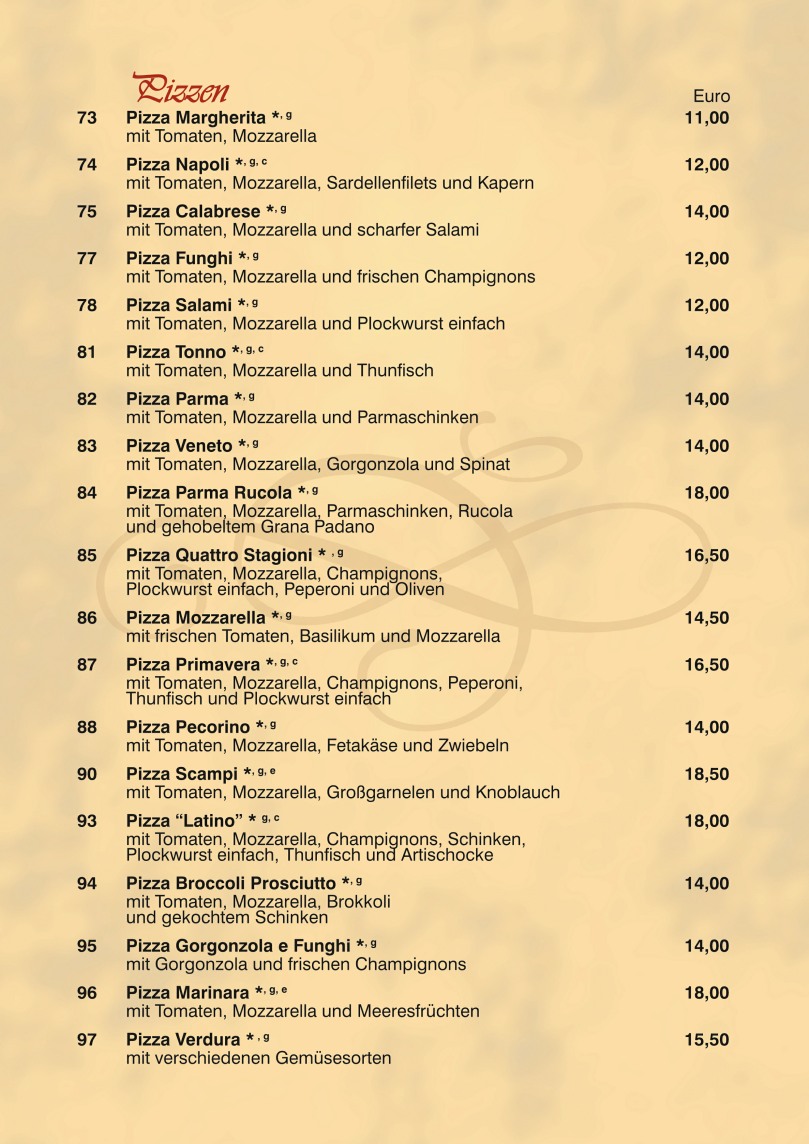 Pizzen
Euro
73 Pizza Margherita *, g 11,00
mit Tomaten, Mozzarella
74 Pizza Napoli *, g, c 12,00
mit Tomaten, Mozzarella, Sardellenfilets und Kapern
75 Pizza Calabrese *, g 14,00
mit Tomaten, Mozzarella und scharfer Salami
77 Pizza Funghi *, g 12,00
mit Tomaten, Mozzarella und frischen Champignons
78 Pizza Salami *, g 12,00
mit Tomaten, Mozzarella und Plockwurst einfach
81 Pizza Tonno *, g, c 14,00
mit Tomaten, Mozzarella und Thunfisch
82 Pizza Parma *, g 14,00
mit Tomaten, Mozzarella und Parmaschinken
83 Pizza Veneto *, g 14,00
mit Tomaten, Mozzarella, Gorgonzola und Spinat
84 Pizza Parma Rucola *, g 18,00
mit Tomaten, Mozzarella, Parmaschinken, Rucola
und gehobeltem Grana Padano
85 Pizza Quattro Stagioni * , g 16,50
mit Tomaten, Mozzarella, Champignons,
Plockwurst einfach, Peperoni und Oliven
86 Pizza Mozzarella *, g 14,50
mit frischen Tomaten, Basilikum und Mozzarella
87 Pizza Primavera *, g, c 16,50
mit Tomaten, Mozzarella, Champignons, Peperoni,
Thunfisch und Plockwurst einfach
88 Pizza Pecorino *, g 14,00
mit Tomaten, Mozzarella, Fetakäse und Zwiebeln
90 Pizza Scampi *, g, e 18,50
mit Tomaten, Mozzarella, Großgarnelen und Knoblauch
93 Pizza “Latino” * g, c 18,00
mit Tomaten, Mozzarella, Champignons, Schinken,
Plockwurst einfach, Thunfisch und Artischocke
94 Pizza Broccoli Prosciutto *, g 14,00
mit Tomaten, Mozzarella, Brokkoli
und gekochtem Schinken
95 Pizza Gorgonzola e Funghi *, g 14,00
mit Gorgonzola und frischen Champignons
96 Pizza Marinara *, g, e 18,00
mit Tomaten, Mozzarella und Meeresfrüchten
97 Pizza Verdura * , g 15,50
mit verschiedenen Gemüsesorten